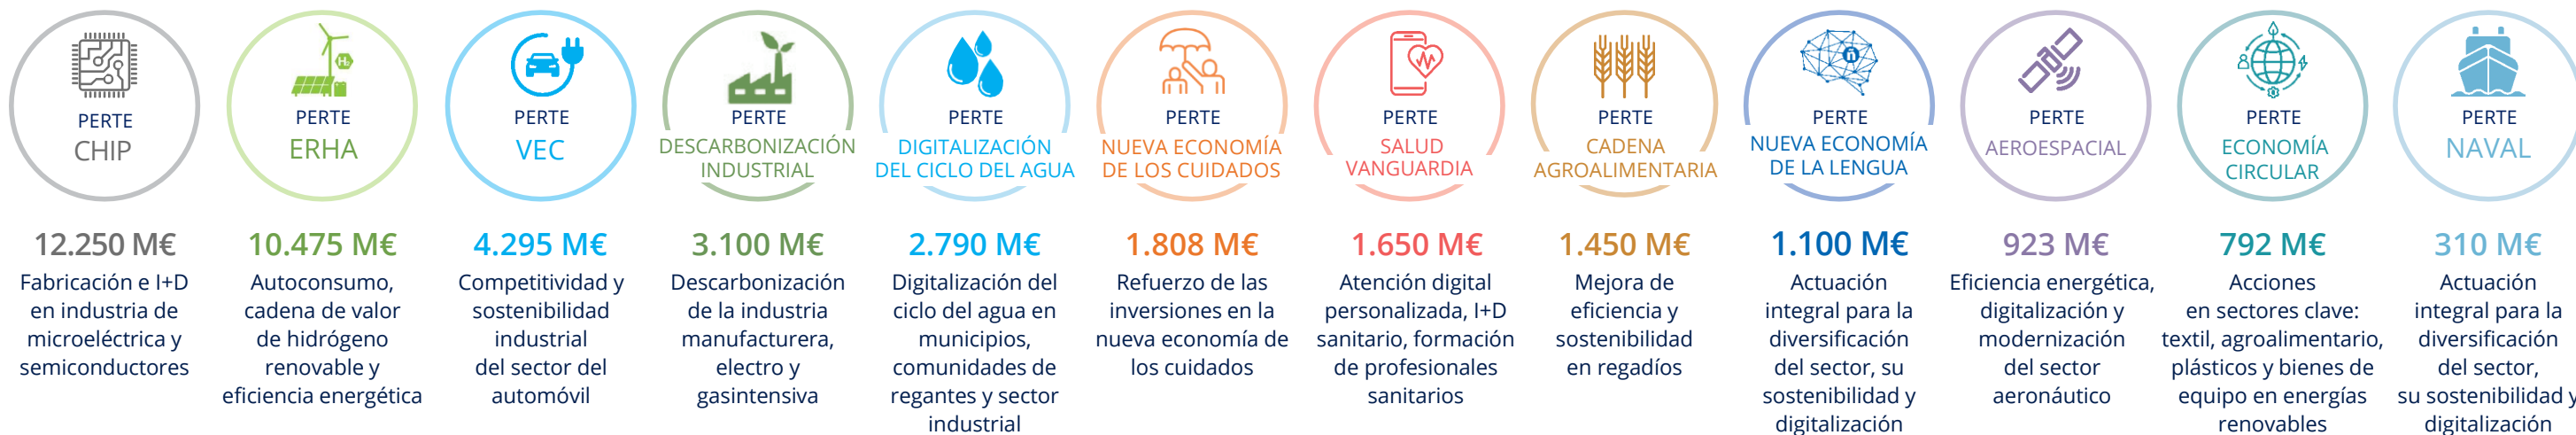 PERTE
CHIP
12.250 M€
Fabricación e I+D
en industria de
microeléctrica y
semiconductores
PERTE
ERHA
10.475 M€
Autoconsumo,
cadena de valor
de hidrógeno
renovable y
eficiencia energética
PERTE
VEC
4.295 M€
Competitividad y
sostenibilidad
industrial
del sector del
automóvil
PERTE
DESCARBONIZACIÓN
INDUSTRIAL
3.100 M€
Descarbonización
de la industria
manufacturera,
electro y
gasintensiva
PERTE
DIGITALIZACIÓN
DEL CICLO DEL AGUA
2.790 M€
Digitalización del
ciclo del agua en
municipios,
comunidades de
regantes y sector
industrial
PERTE
NUEVA ECONOMÍA
DE LOS CUIDADOS
1.808 M€
Refuerzo de las
inversiones en la
nueva economía de
los cuidados
PERTE
SALUD
VANGUARDIA
1.650 M€
Atención digital
personalizada, I+D
sanitario, formación
de profesionales
sanitarios
PERTE
CADENA
AGROALIMENTARIA
1.450 M€
Mejora de
eficiencia y
sostenibilidad
en regadíos
ñ
PERTE
NUEVA ECONOMÍA
DE LA LENGUA
1.100 M€
Actuación
integral para la
diversificación
del sector, su
sostenibilidad y
digitalización
PERTE
AEROESPACIAL
923 M€
Eficiencia energética,
digitalización y
modernización
del sector
aeronáutico
PERTE
ECONOMÍA
CIRCULAR
792 M€
Acciones
en sectores clave:
textil, agroalimentario,
plásticos y bienes de
equipo en energías
renovables
PERTE
NAVAL
310 M€
Actuación
integral para la
diversificación
del sector,
su sostenibilidad y
digitalización
H₂